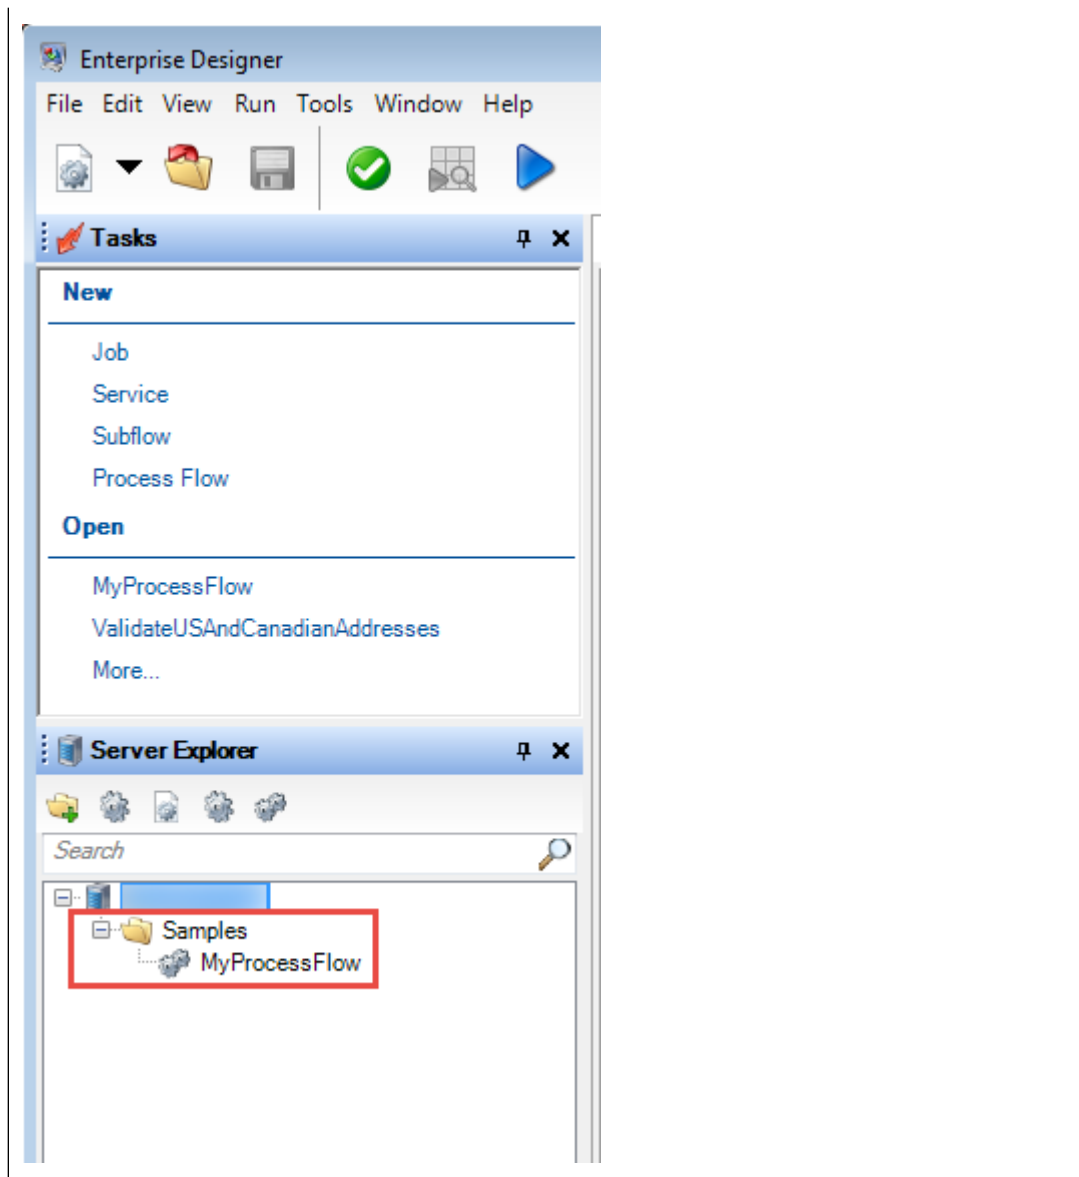 Enterprise Designer
File Edit View Run Tools Window Help
Tasks
New
Job
Service
Subflow
Process Flow
Open
MyProcessFlow
ValidateUSAndCanadianAddresses
More...
Server Explorer
Search
Samples
MyProcessFlow